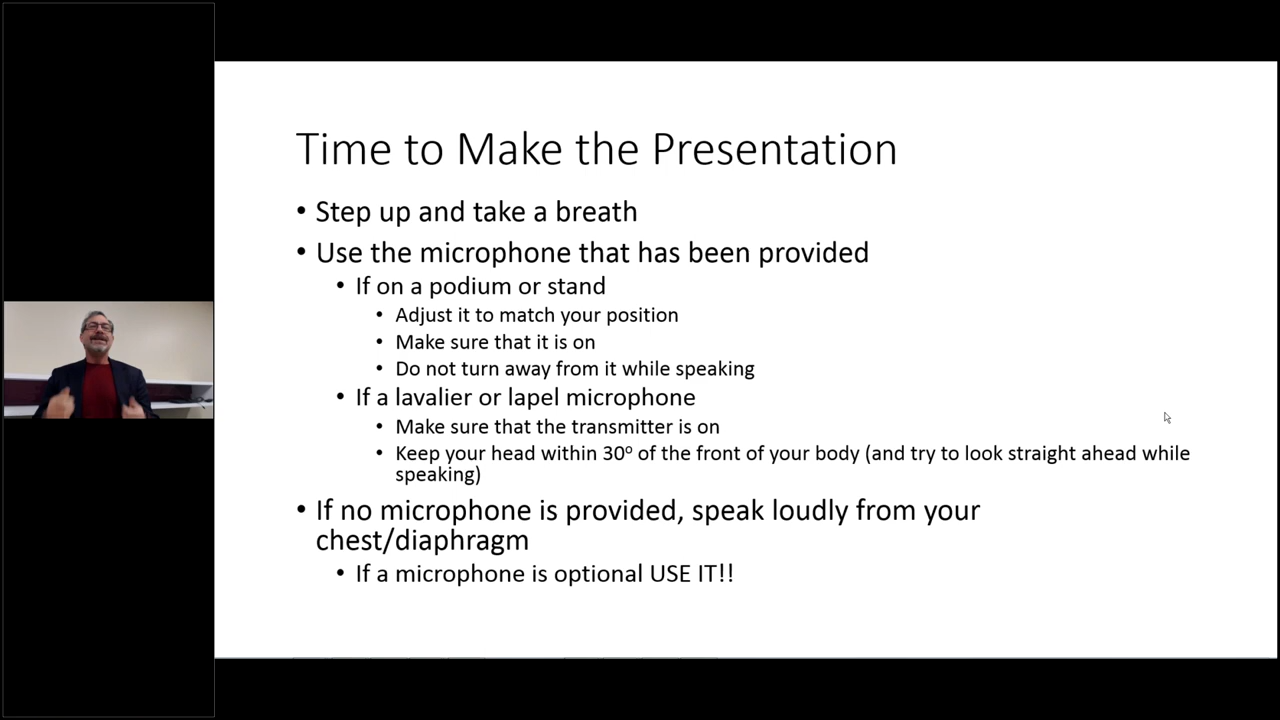 Time to Make the Presentation
• Step up and take a breath
• Use the microphone that has been provided
• If on a podium or stand
• Adjust it to match your position
• Make sure that it is on
• Do not turn away from it while speaking
• If a lavalier or lapel microphone
• Make sure that the transmitter is on
• Keep your head within 30º of the front of your body (and try to look straight ahead while
speaking)
• If no microphone is provided, speak loudly from your
chest/diaphragm
• If a microphone is optional USE IT!!